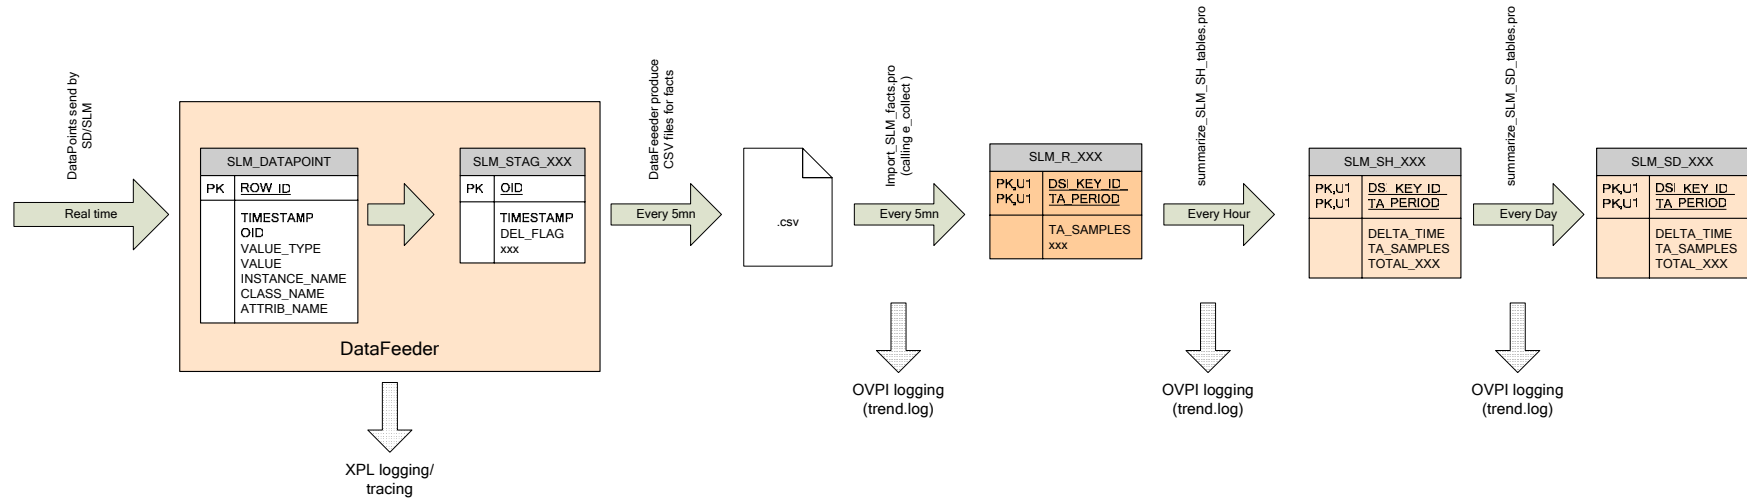 DataPoints send by
SD/SLM
Real time
SLM_DATAPOINT
PK ROW_ID
TIMESTAMP
OID
VALUE_TYPE
VALUE
INSTANCE_NAME
CLASS_NAME
ATTRIB_NAME
SLM_STAG_XXX
PK OID
TIMESTAMP
DEL_FLAG
xxx
DataFeeder
XPL logging/
tracing
DataFeeeder produce
CSV files for facts
Every 5mn
.csv
Import_SLM_facts.pro
(calling e_collect )
Every 5mn
OVPI logging
(trend.log)
SLM_R_XXX
PK,U1 DSI_KEY_ID_
PK,U1 TA_PERIOD
TA_SAMPLES
xxx
summarize_SLM_SH_tables.pro
Every Hour
OVPI logging
(trend.log)
SLM_SH_XXX
PK,U1 DSI_KEY_ID
PK,U1 TA_PERIOD
DELTA_TIME
TA_SAMPLES
TOTAL_XXX
summarize_SLM_SD_tables.pro
Every Day
OVPI logging
(trend.log)
SLM_SD_XXX
PK,U1 DSI_KEY_ID
PK,U1 TA_PERIOD
DELTA_TIME
TA_SAMPLES
TOTAL_XXX